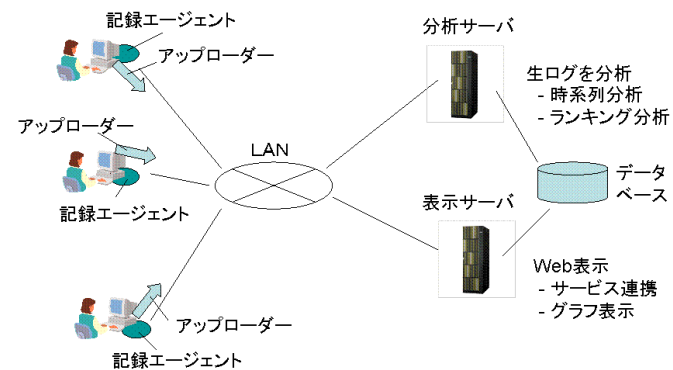 記録エージェント
アップローダー
アップローダー
記録エージェント
アップローダー
記録エージェント
LAN
分析サーバ
生ログを分析
- 時系列分析
- ランキング分析
データ
ベース
表示サーバ
Web表示
- サービス連携
- グラフ表示